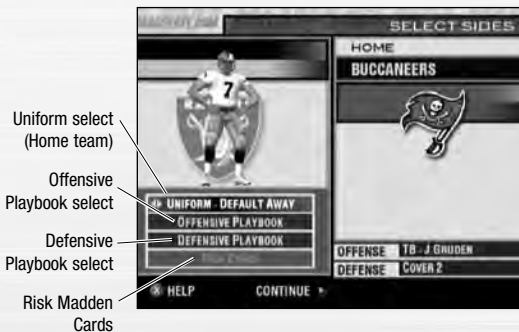 SELECT SIDES
HOME
BUCCANEERS
7
Uniform select
(Home team)
Offensive
Playbook select
Defensive
Playbook select
Risk Madden
Cards
UNIFORM - DEFAULT AWAY
OFFENSIVE PLAYBOOK
DEFENSIVE PLAYBOOK
OFFENSE TB - J GRUDEN
DEFENSE COVER 2
X HELP
CONTINUE